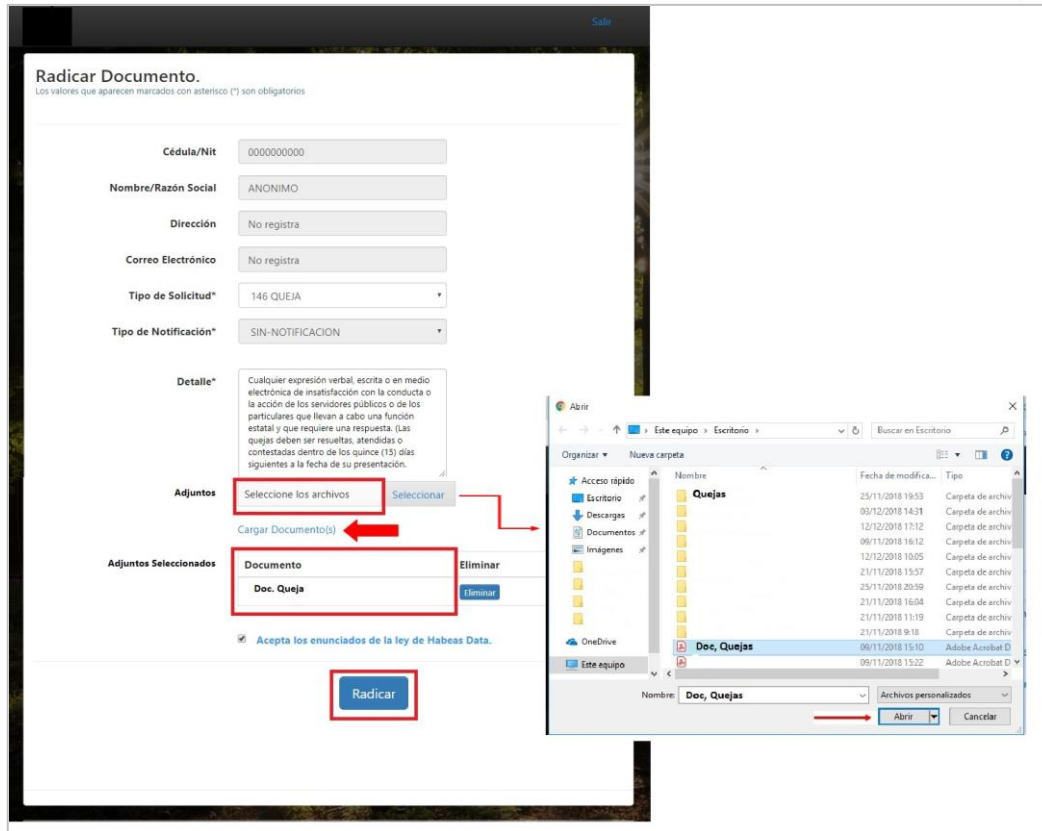 Salir
Radicar Documento.
Los valores que aparecen marcados con asterisco (*) son obligatorios
Cédula/Nit 0000000000
Nombre/Razón Social ANONIMO
Dirección No registra
Correo Electrónico No registra
Tipo de Solicitud* 146 QUEJA
Tipo de Notificación* SIN-NOTIFICACION
Detalle* Cualquier expresión verbal, escrita o en medio
electrónica de insatisfacción con la conducta o
la acción de los servidores públicos o de los
particulares que llevan a cabo una función
estatal y que requiere una respuesta. (Las
quejas deben ser resueltas, atendidas o
contestadas dentro de los quince (15) días
siguientes a la fecha de su presentación.
Adjuntos Seleccione los archivos Seleccionar
Cargar Documento(s)
Adjuntos Seleccionados Documento Eliminar
Doc. Queja Eliminar
Acepta los enunciados de la ley de Habeas Data.
Radicar
Abrir
Este equipo > Escritorio > Buscar en Escritorio
Organizar Nueva carpeta
Nombre Fecha de modifica... Tipo
Acceso rápido
Escritorio
Descargas
Documentos
Imágenes
OneDrive
Este equipo
Quejas 25/11/2018 19:53 Carpeta de archiv
03/12/2018 14:31 Carpeta de archiv
12/12/2018 17:12 Carpeta de archiv
09/11/2018 16:12 Carpeta de archiv
12/12/2018 10:05 Carpeta de archiv
21/11/2018 15:57 Carpeta de archiv
25/11/2018 20:59 Carpeta de archiv
21/11/2018 16:04 Carpeta de archiv
21/11/2018 11:19 Carpeta de archiv
21/11/2018 9:18 Carpeta de archiv
Doc, Quejas 09/11/2018 15:10 Adobe Acrobat D
09/11/2018 15:22 Adobe Acrobat D
Nombre: Doc, Quejas Archivos personalizados
Abrir Cancelar